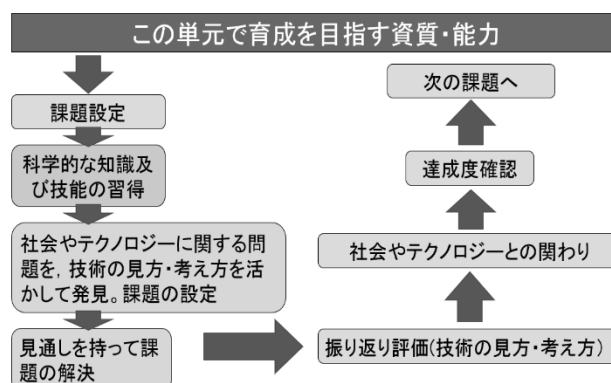 この単元で育成を目指す資質・能力
課題設定
科学的な知識及
び技能の習得
社会やテクノロジーに関する問
題を,技術の見方・考え方を活
かして発見。課題の設定
見通しを持って課
題の解決
振り返り評価(技術の見方・考え方)
社会やテクノロジーとの関わり
達成度確認
次の課題へ